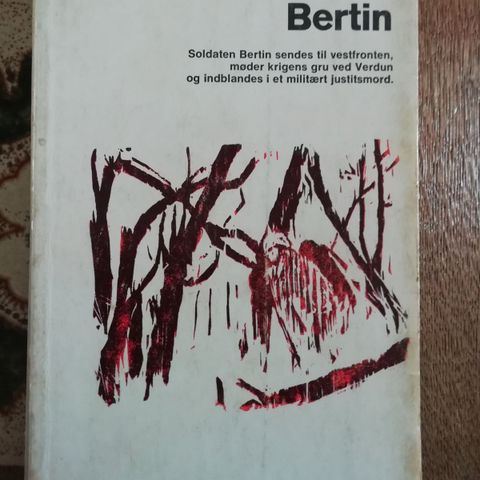 Bertin
Soldaten Bertin sendes til vestfronten,
møder krigens gru ved Verdun
og indblandes i et militært justitsmord.